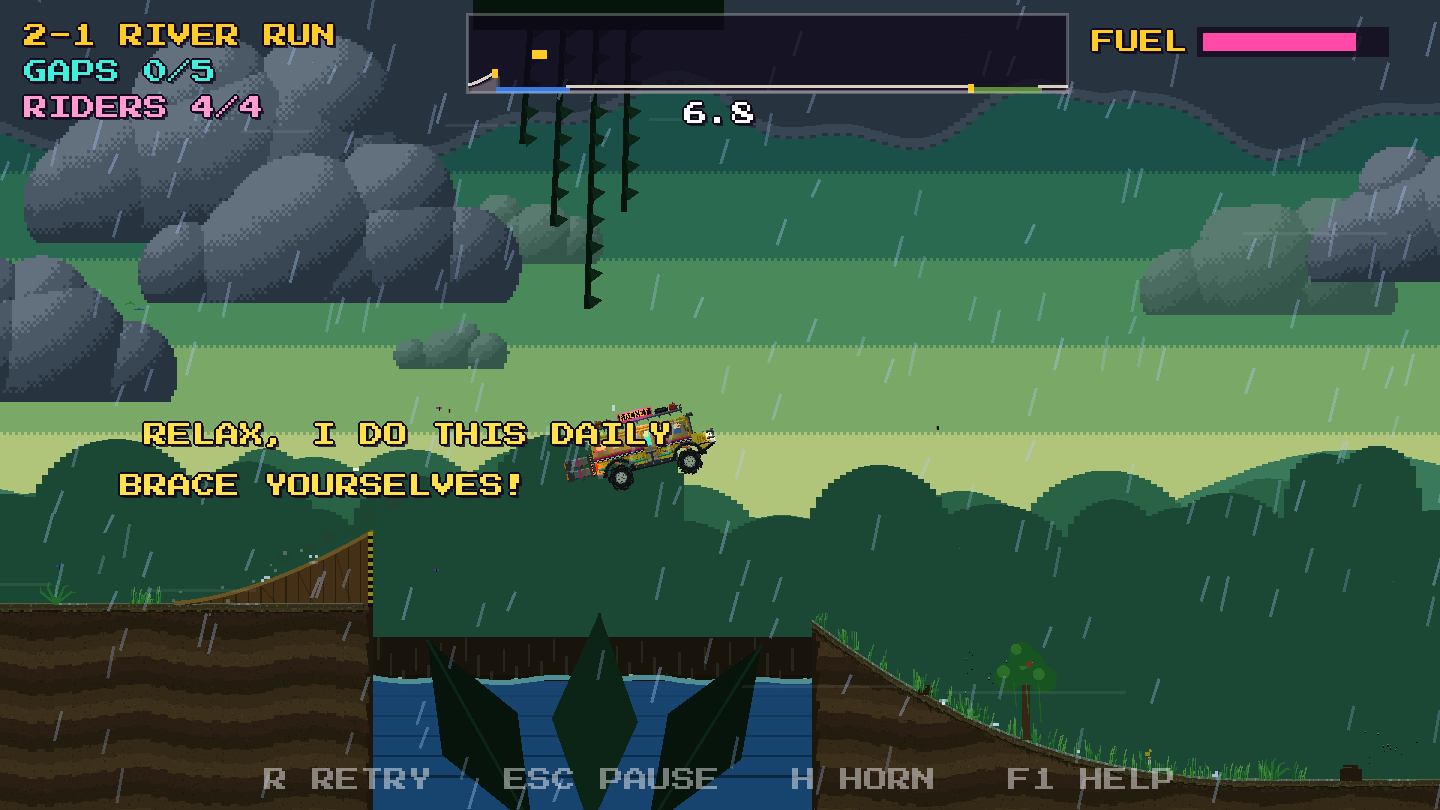 2-1 RIVER RUN
GAPS 0/5
RIDERS 4/4
FUEL
6.8
RELAX, I DO THIS DAILY
BRACE YOURSELVES!
R RETRY ESC PAUSE H HORN F1 HELP